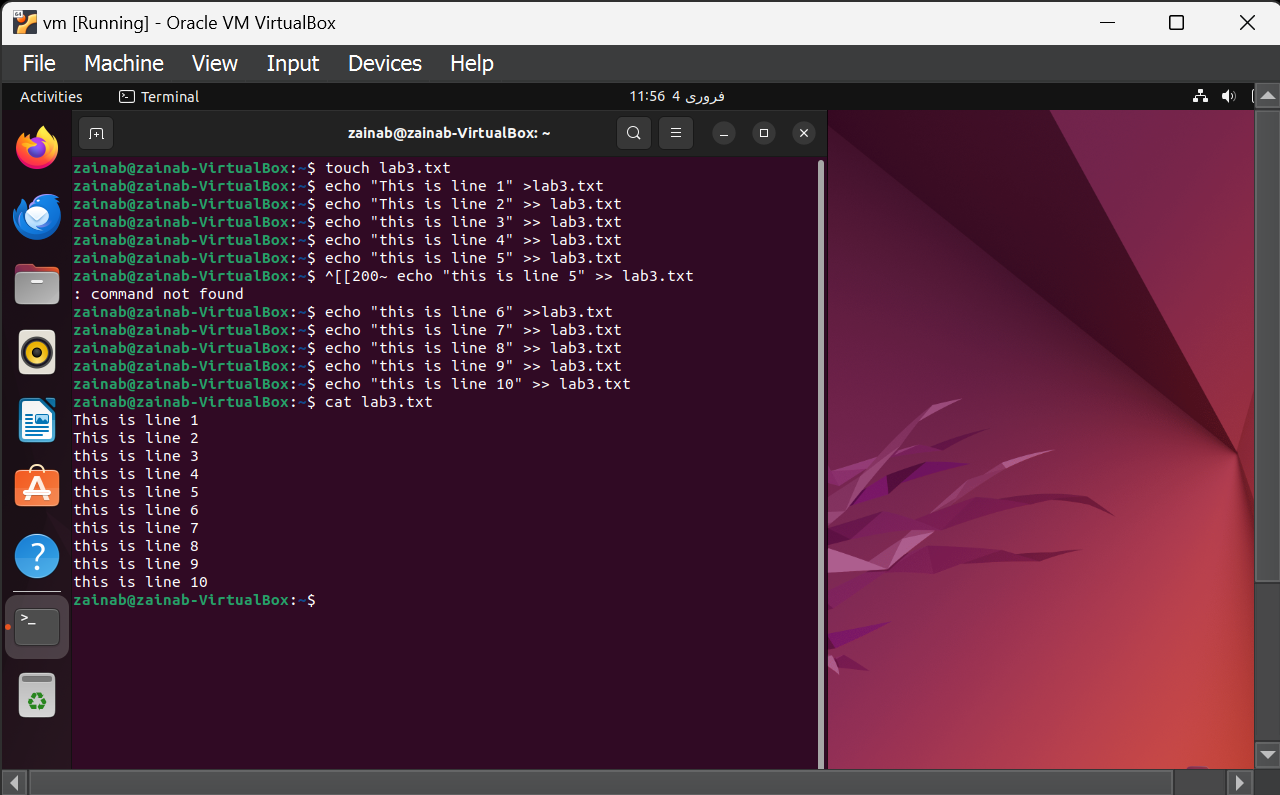 vm [Running] - Oracle VM VirtualBox
File Machine View Input Devices Help
Activities Terminal 11:56 4 فروری
zainab@zainab-VirtualBox: ~
zainab@zainab-VirtualBox:~$ touch lab3.txt
zainab@zainab-VirtualBox:~$ echo "This is line 1" >lab3.txt
zainab@zainab-VirtualBox:~$ echo "This is line 2" >> lab3.txt
zainab@zainab-VirtualBox:~$ echo "this is line 3" >> lab3.txt
zainab@zainab-VirtualBox:~$ echo "this is line 4" >> lab3.txt
zainab@zainab-VirtualBox:~$ echo "this is line 5" >> lab3.txt
zainab@zainab-VirtualBox:~$ ^[[200~ echo "this is line 5" >> lab3.txt
: command not found
zainab@zainab-VirtualBox:~$ echo "this is line 6" >>lab3.txt
zainab@zainab-VirtualBox:~$ echo "this is line 7" >> lab3.txt
zainab@zainab-VirtualBox:~$ echo "this is line 8" >> lab3.txt
zainab@zainab-VirtualBox:~$ echo "this is line 9" >> lab3.txt
zainab@zainab-VirtualBox:~$ echo "this is line 10" >> lab3.txt
zainab@zainab-VirtualBox:~$ cat lab3.txt
This is line 1
This is line 2
this is line 3
this is line 4
this is line 5
this is line 6
this is line 7
this is line 8
this is line 9
this is line 10
zainab@zainab-VirtualBox:~$